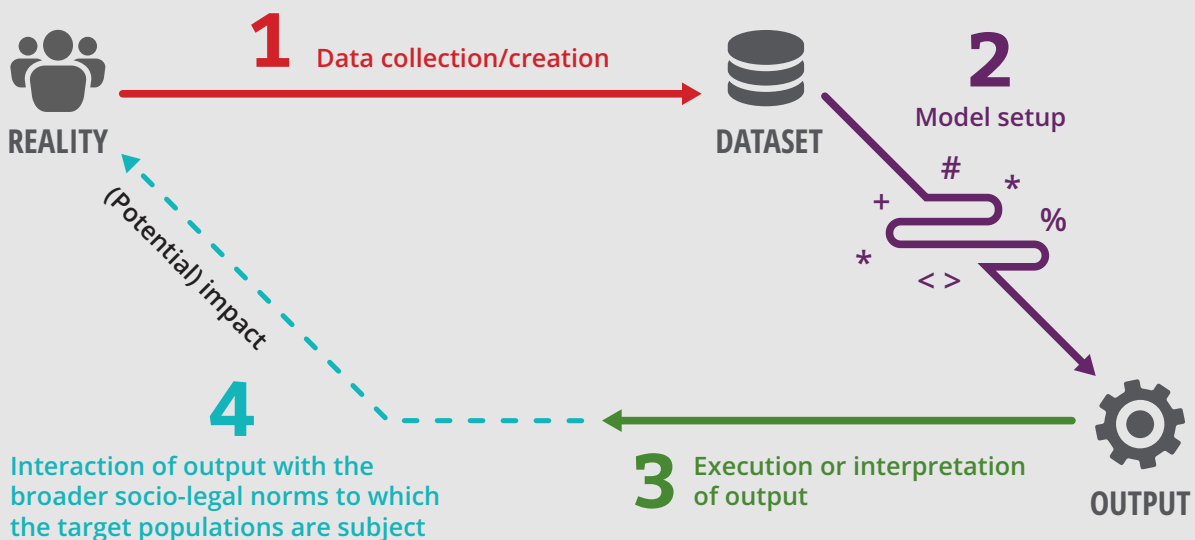 1 Data collection/creation
REALITY
DATASET
2
Model setup
#
*
+
%
*
< >
(Potential) impact
4
Interaction of output with the
broader socio-legal norms to which
the target populations are subject
3 Execution or interpretation
of output
OUTPUT